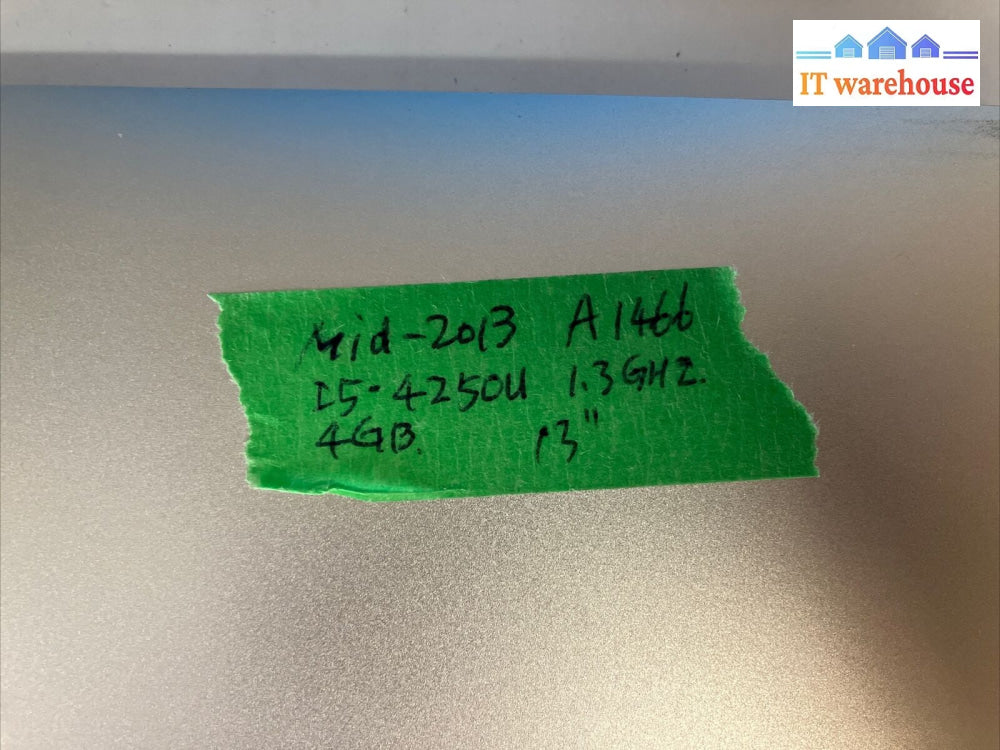 IT warehouse
Mid-2013 A1466
I5-4250U 1.3GHZ.
4GB. 13"